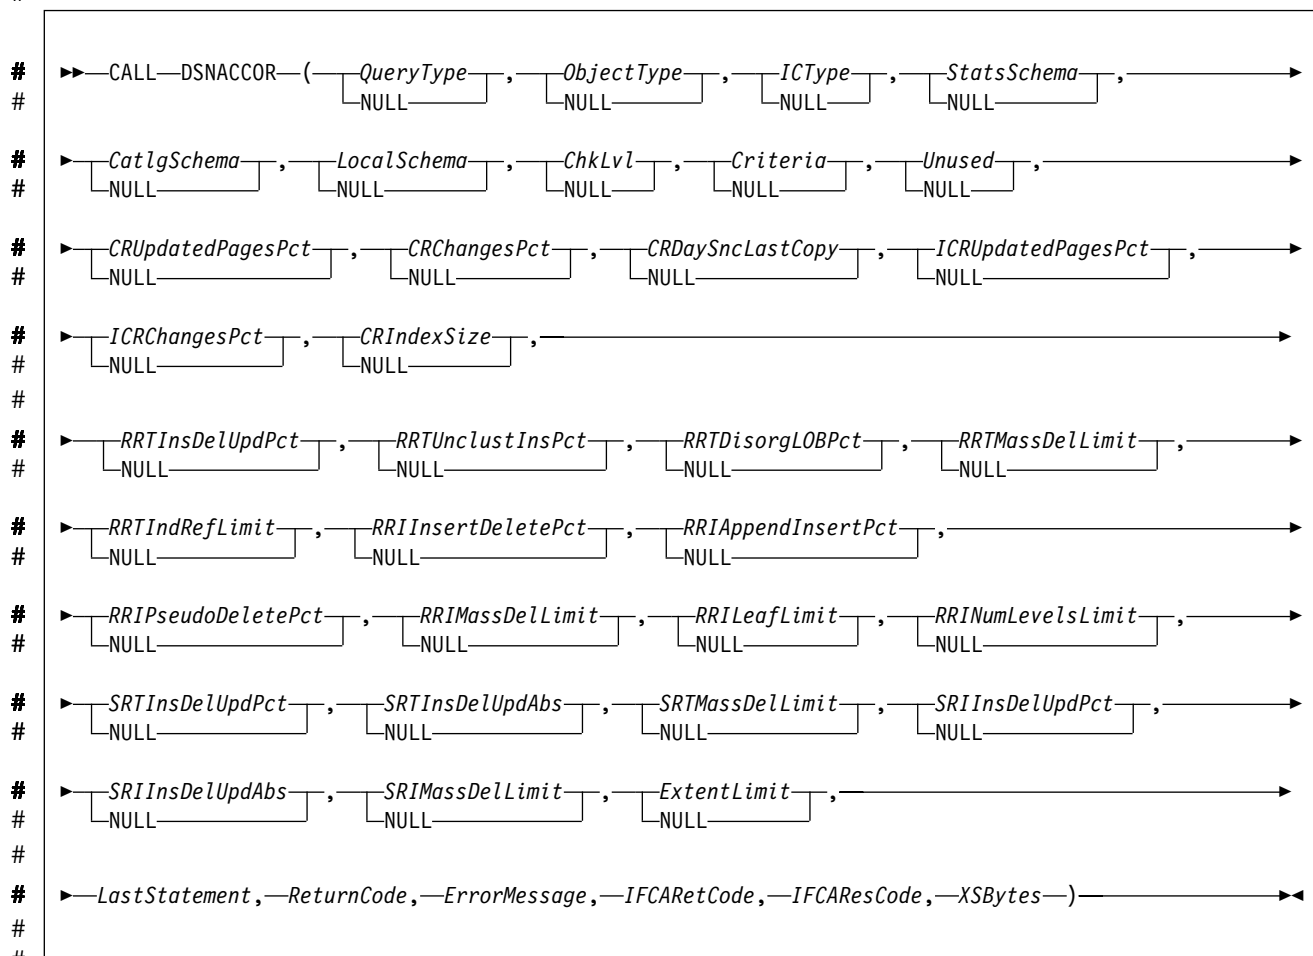 #
# CALL DSNACCOR ( QueryType , ObjectType , ICType , StatsSchema ,
# NULL NULL NULL NULL
# CatlgSchema , LocalSchema , ChkLvl , Criteria , Unused ,
# NULL NULL NULL NULL NULL
# CRUpdatedPagesPct , CRChangesPct , CRDaySncLastCopy , ICRUpdatedPagesPct ,
# NULL NULL NULL NULL
# ICRChangesPct , CRIndexSize ,
# NULL NULL
#
# RRTInsDelUpdPct , RRTUnclustInsPct , RRTDisorgLOBPct , RRTMassDelLimit ,
# NULL NULL NULL NULL
# RRTIndRefLimit , RRIInsertDeletePct , RRIAppendInsertPct ,
# NULL NULL NULL
# RRIPseudoDeletePct , RRIMassDelLimit , RRILeafLimit , RRINumLevelsLimit ,
# NULL NULL NULL NULL
# SRTInsDelUpdPct , SRTInsDelUpdAbs , SRTMassDelLimit , SRIInsDelUpdPct ,
# NULL NULL NULL NULL
# SRIInsDelUpdAbs , SRIMassDelLimit , ExtentLimit ,
# NULL NULL NULL
#
# LastStatement, ReturnCode, ErrorMessage, IFCARetCode, IFCAResCode, XSBytes )
#
#